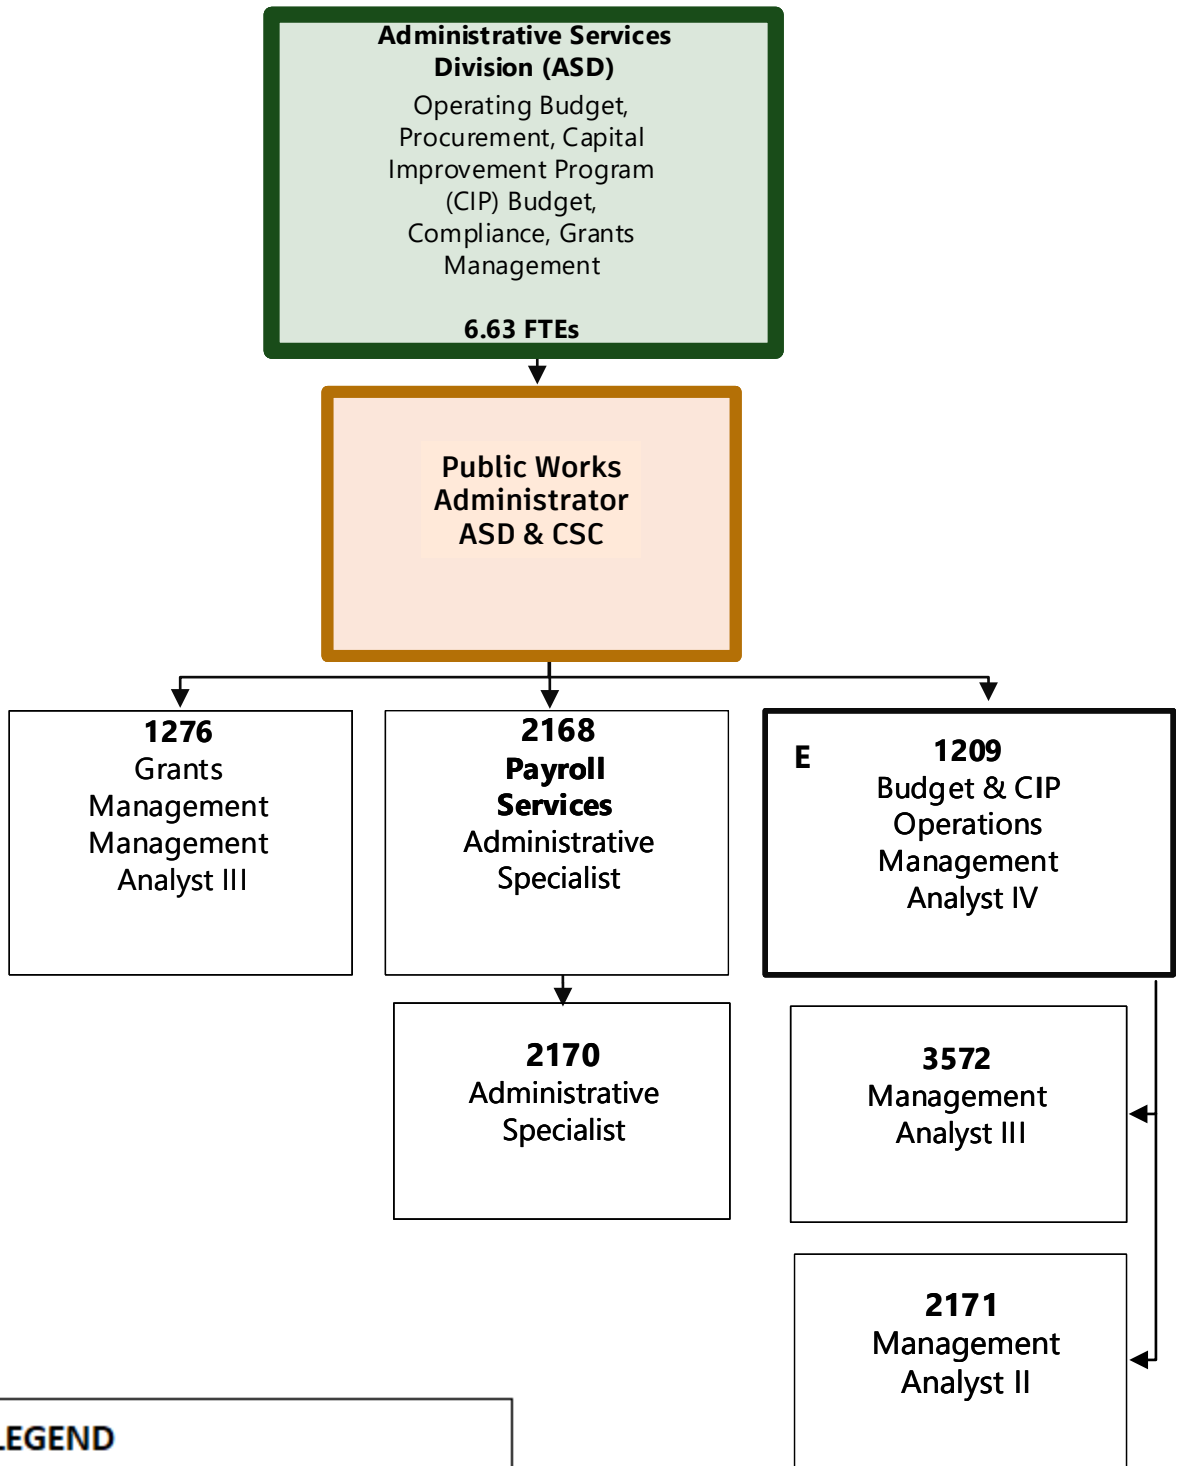 Administrative Services
Division (ASD)
Operating Budget,
Procurement, Capital
Improvement Program
(CIP) Budget,
Compliance, Grants
Management
6.63 FTEs
Public Works
Administrator
ASD & CSC
1276
Grants
Management
Management
Analyst III
2168
Payroll
Services
Administrative
Specialist
E
1209
Budget & CIP
Operations
Management
Analyst IV
2170
Administrative
Specialist
3572
Management
Analyst III
2171
Management
Analyst II
LEGEND